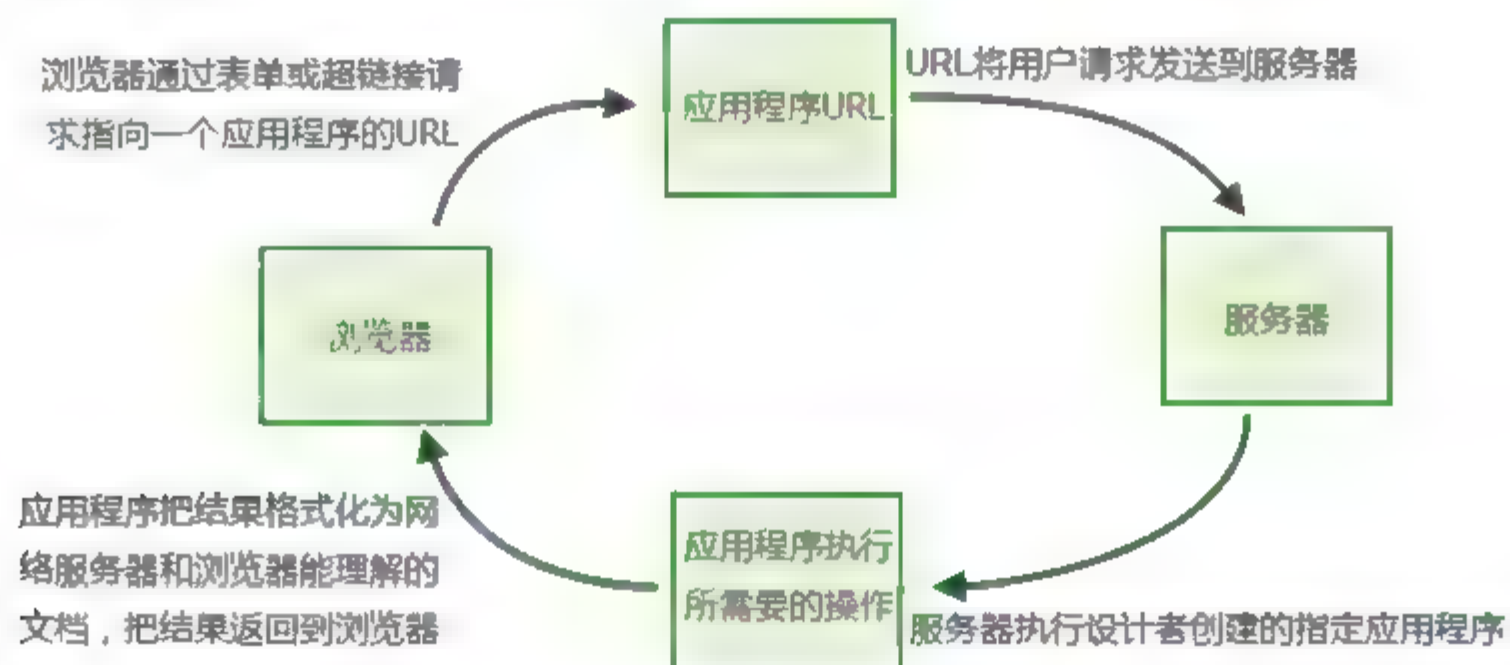 浏览器通过表单或超链接请
求指向一个应用程序的URL
应用程序URL
URL将用户请求发送到服务器
浏览器
服务器
应用程序把结果格式化为网
络服务器和浏览器能理解的
文档，把结果返回到浏览器
应用程序执行
所需要的操作
服务器执行设计者创建的指定应用程序